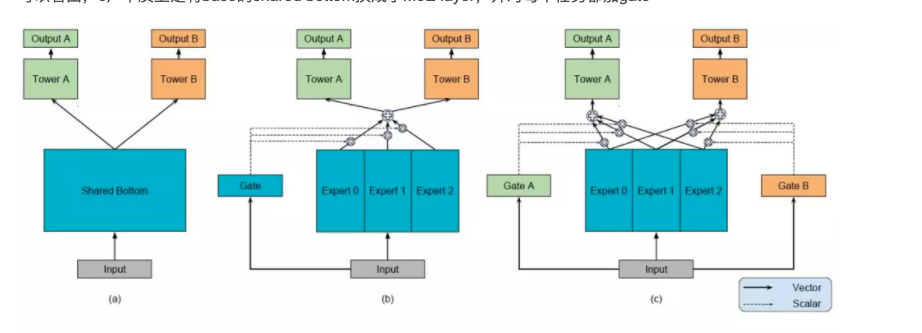 Output A
Output B
Output A
Output B
Output A
Output B
Tower A
Tower B
Tower A
Tower B
Tower A
Tower B
Shared Bottom
Gate
Expert 0
Expert 1
Expert 2
Gate A
Expert 0
Expert 1
Expert 2
Gate B
Input
Input
Input
(a)
(b)
(c)
Vector
Scalar